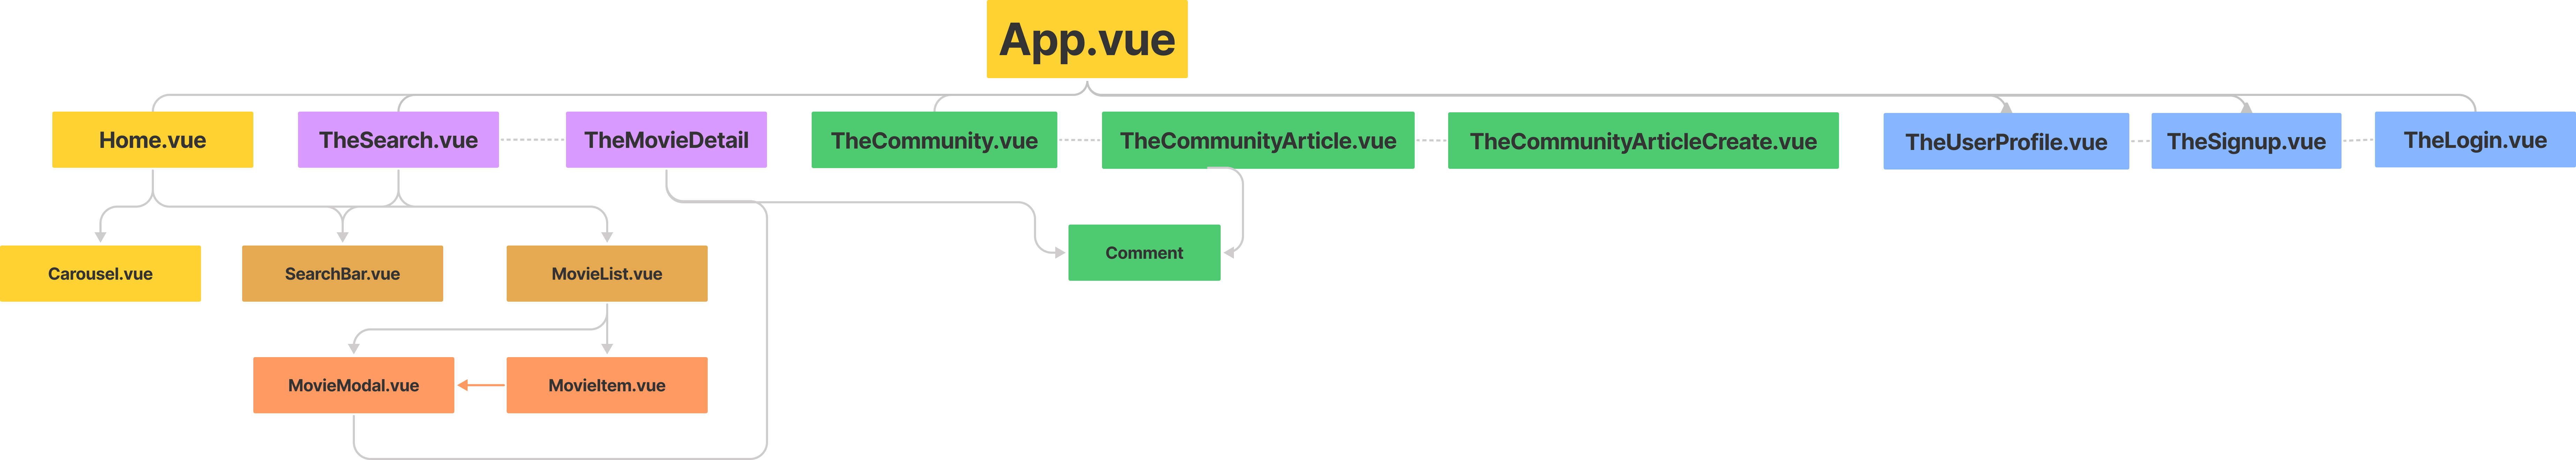 App.vue
Home.vue
TheSearch.vue
TheMovieDetail
TheCommunity.vue
TheCommunityArticle.vue
TheCommunityArticleCreate.vue
TheUserProfile.vue
TheSignup.vue
TheLogin.vue
Carousel.vue
SearchBar.vue
MovieList.vue
Comment
MovieModal.vue
MovieItem.vue